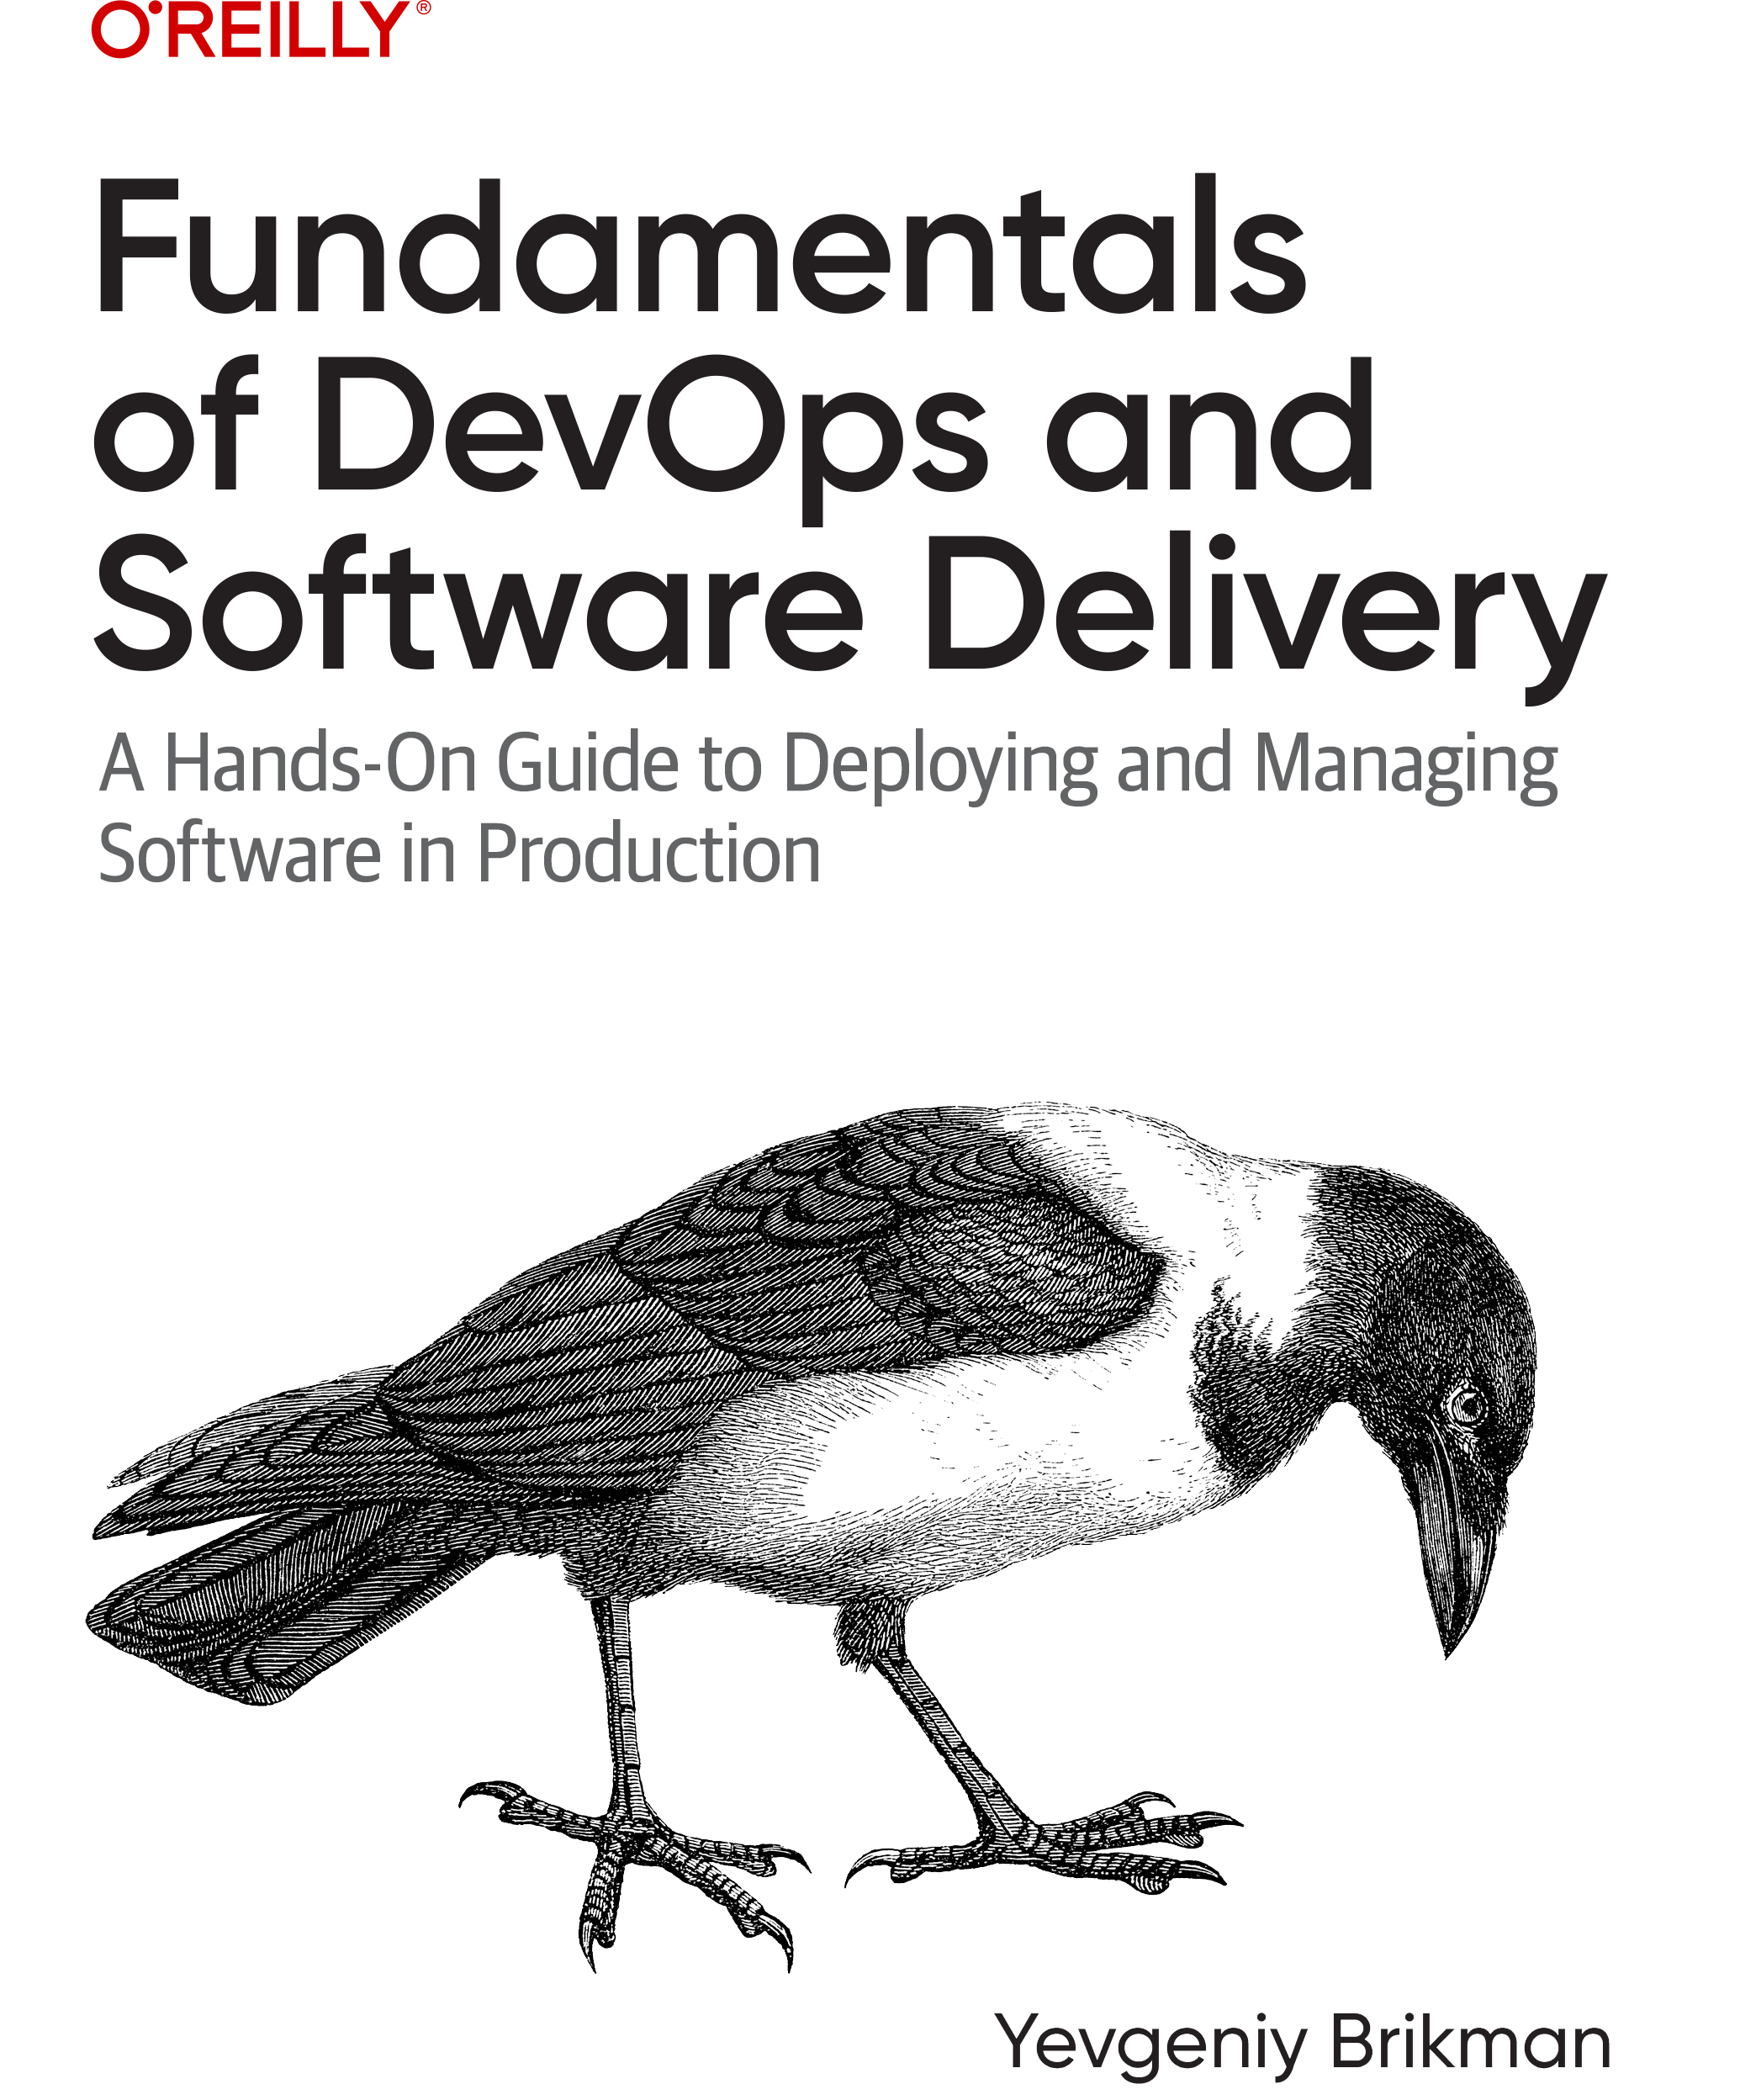 O'REILLY®
Fundamentals
of DevOps and
Software Delivery
A Hands-On Guide to Deploying and Managing
Software in Production
Yevgeniy Brikman